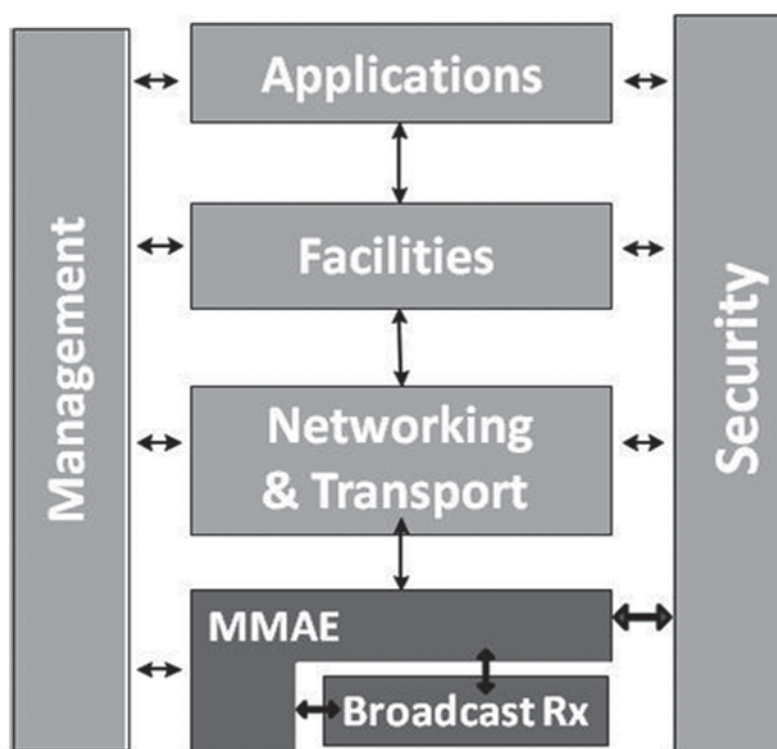 Applications
Management
Facilities
Security
Networking
& Transport
MMAE
Broadcast Rx